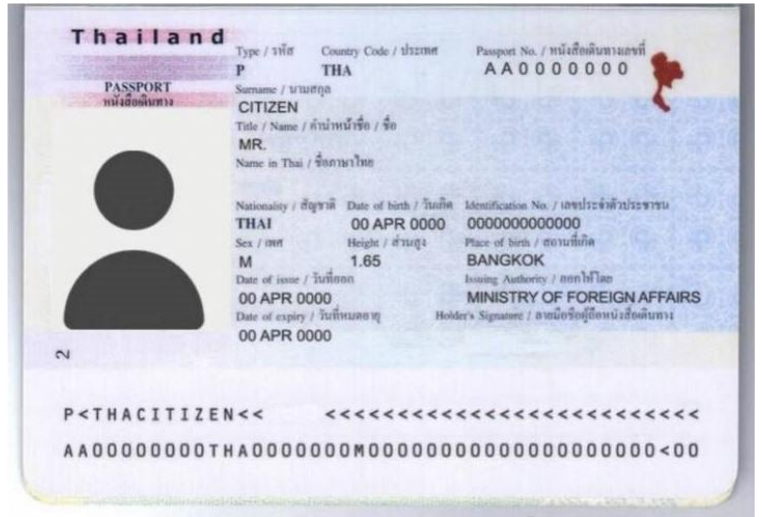 Thailand
PASSPORT
หนังสือเดินทาง
Type / รหัส Country Code / ประเทศ Passport No. / หนังสือเดินทางเลขที่
P THA AA0000000
Surname / นามสกุล
CITIZEN
Title / Name / คำนำหน้าชื่อ / ชื่อ
MR.
Name in Thai / ชื่อภาษาไทย
Nationality / สัญชาติ Date of birth / วันเกิด Identification No. / เลขประจำตัวประชาชน
THAI 00 APR 0000 0000000000000
Sex / เพศ Height / ส่วนสูง Place of birth / สถานที่เกิด
M 1.65 BANGKOK
Date of issue / วันที่ออก Issuing Authority / ออกให้โดย
00 APR 0000 MINISTRY OF FOREIGN AFFAIRS
Date of expiry / วันที่หมดอายุ Holder's Signature / ลายมือชื่อผู้ถือหนังสือเดินทาง
00 APR 0000
2
P<THACITIZEN<< <<<<<<<<<<<<<<<<<<<<<<<<<<
AA00000000THA0000000M00000000000000000000<00